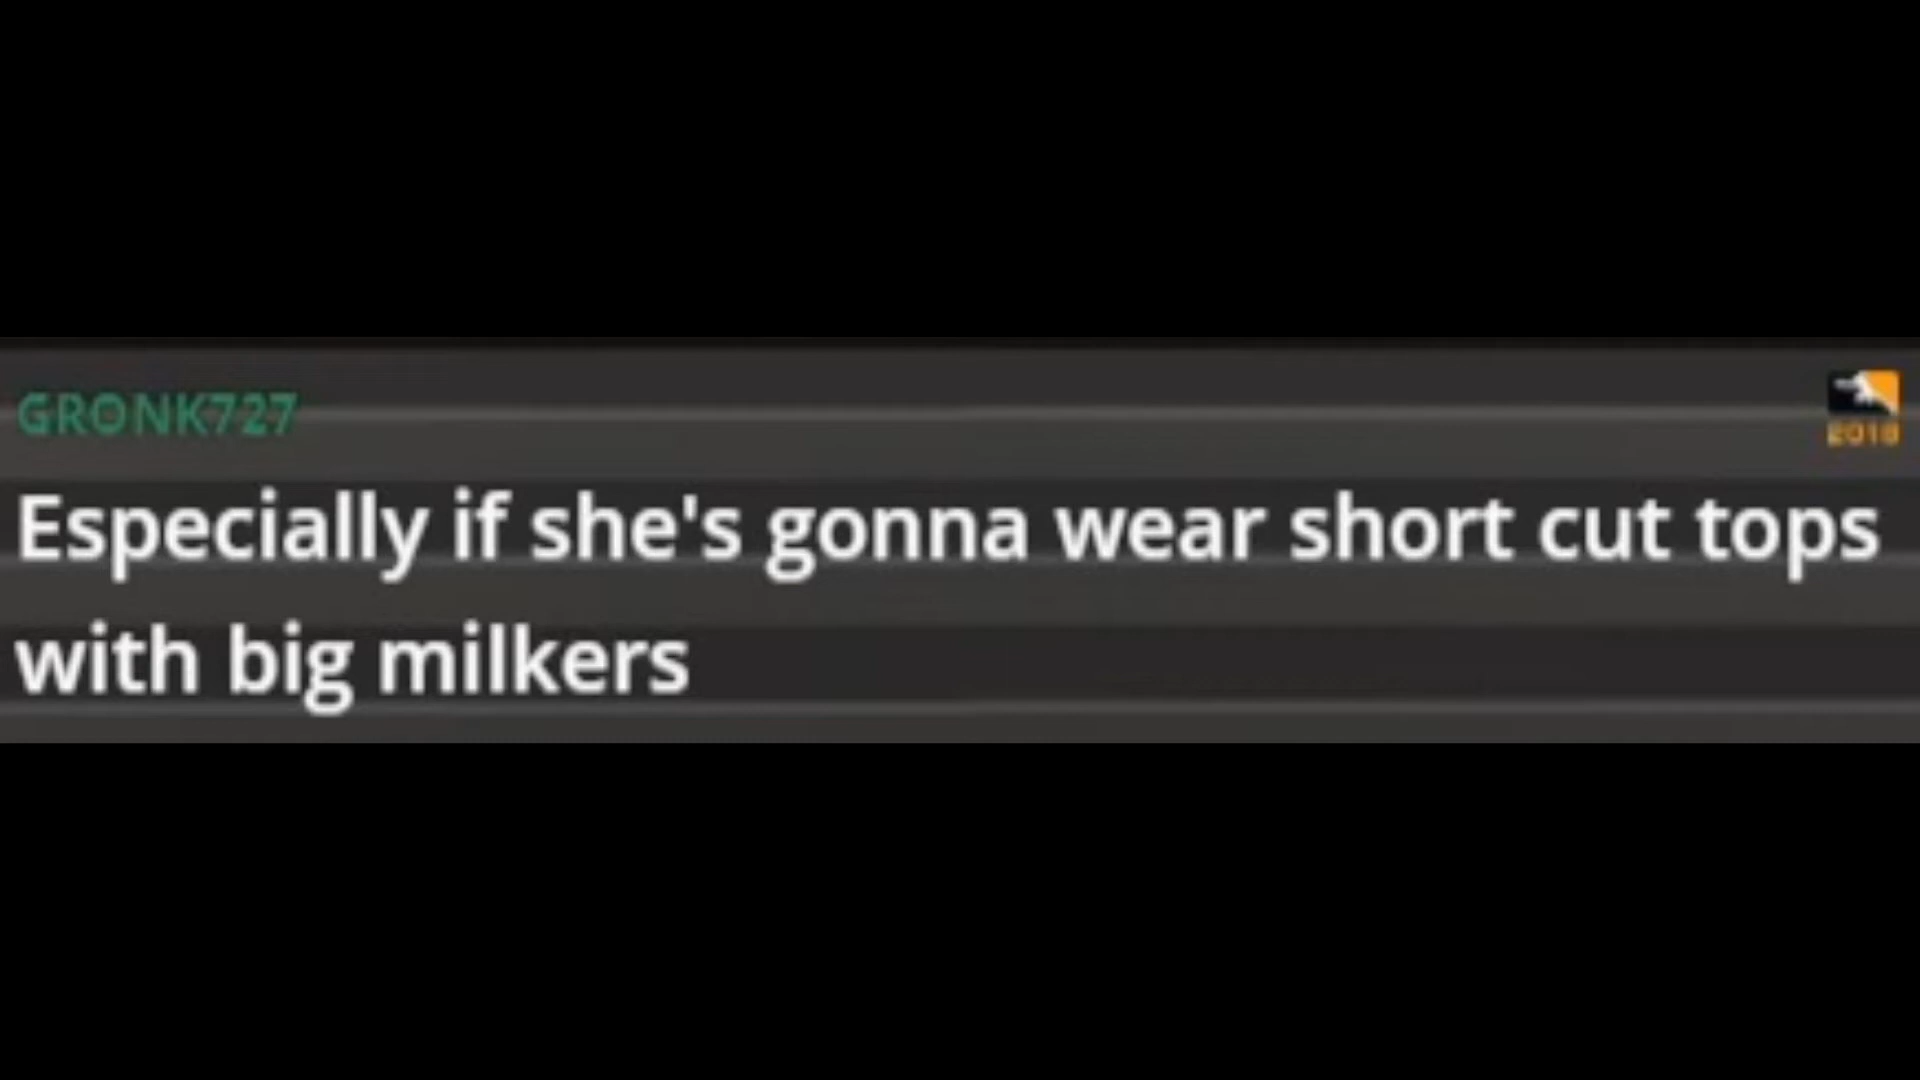 GRONK727
2018
Especially if she's gonna wear short cut tops
with big milkers